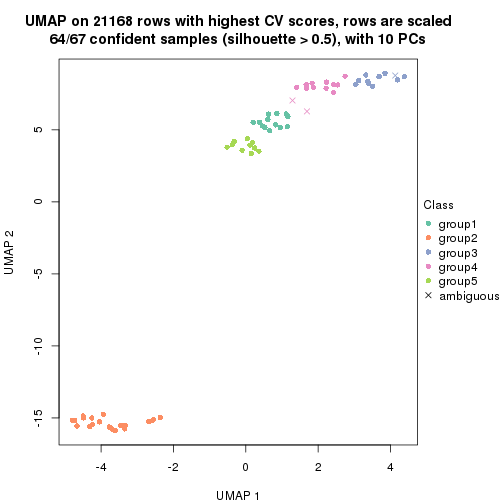 UMAP on 21168 rows with highest CV scores, rows are scaled
64/67 confident samples (silhouette > 0.5), with 10 PCs
UMAP 2
5
0
-5
-10
-15
-4
-2
0
2
4
UMAP 1
Class
group1
group2
group3
group4
group5
ambiguous